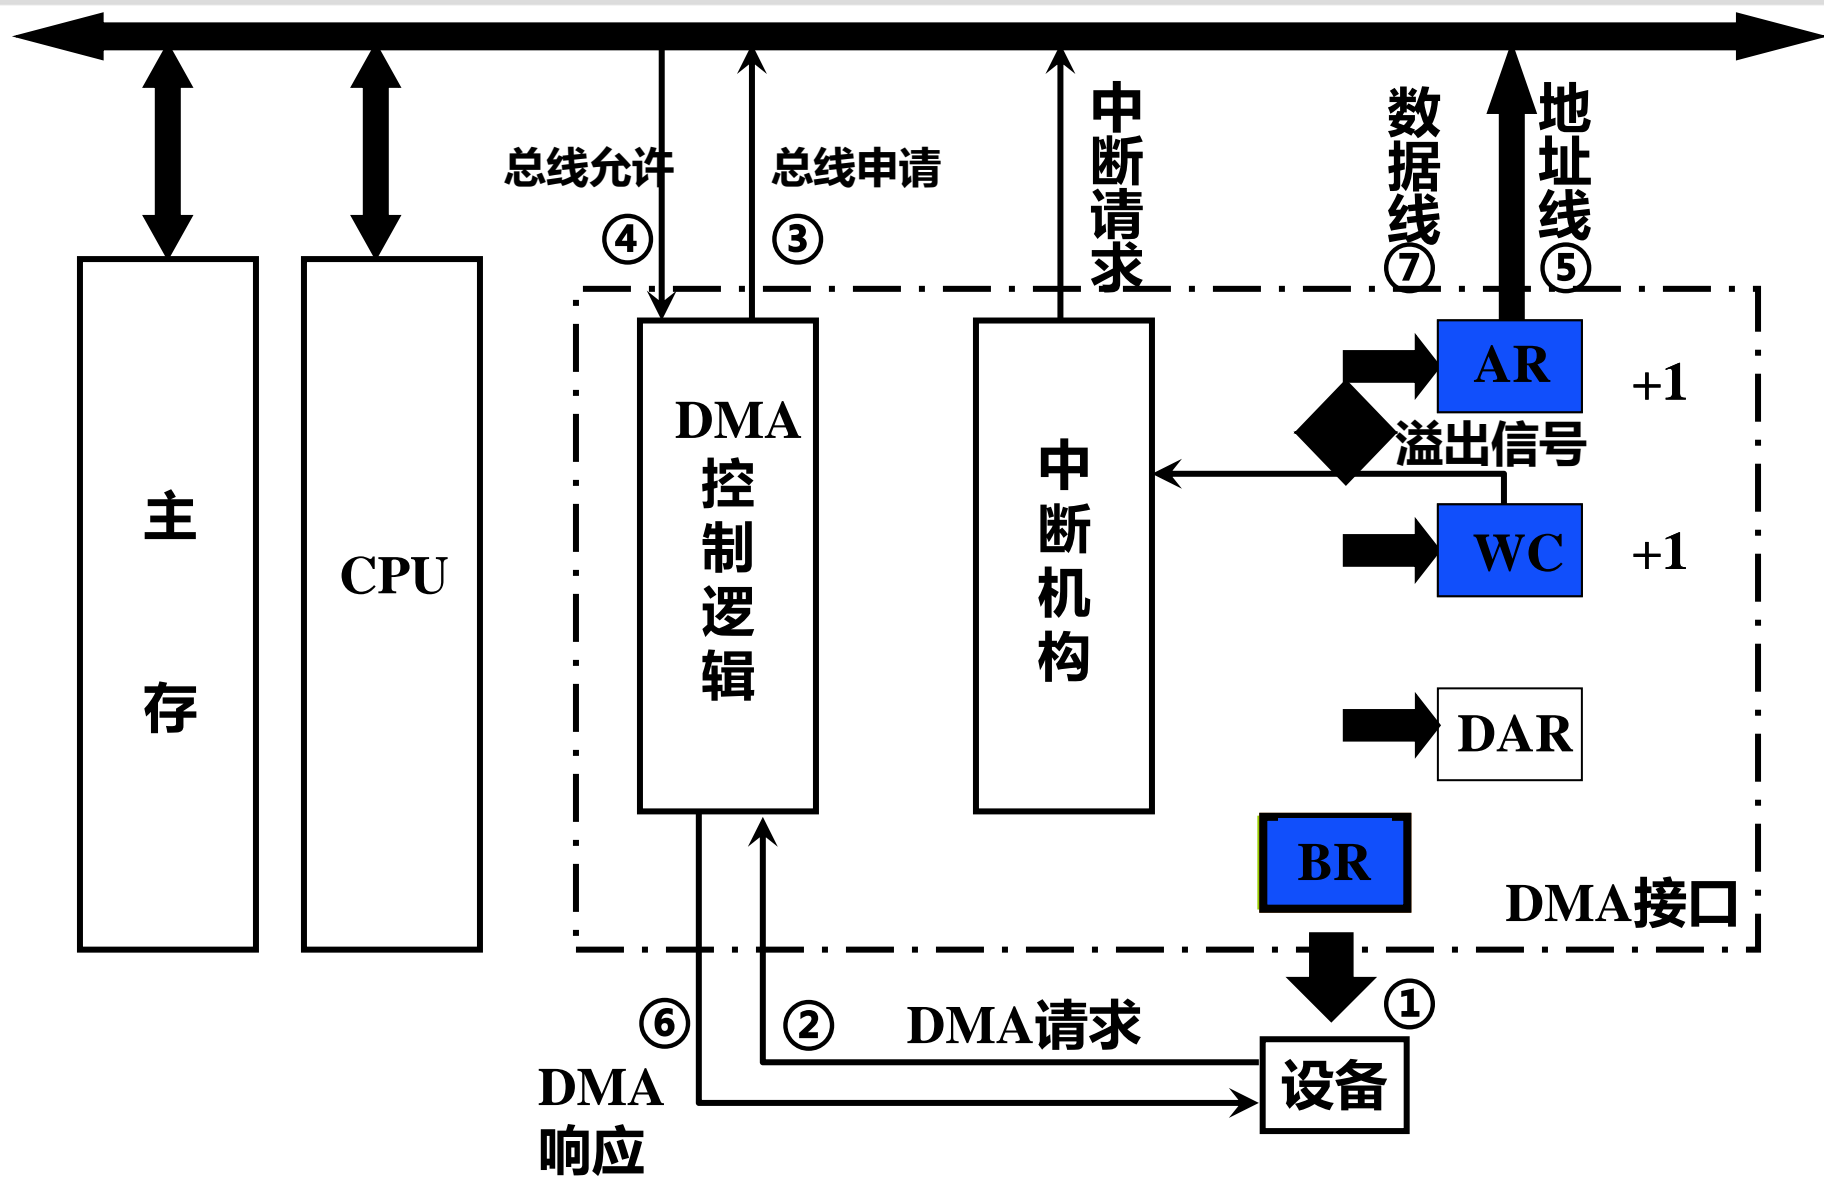 总线允许
④
总线申请
③
中断请求
数据线
⑦
地址线
⑤
主存
CPU
DMA
控制逻辑
中断机构
AR
+1
溢出信号
WC
+1
DAR
BR
DMA接口
⑥
②
DMA请求
①
DMA
响应
设备